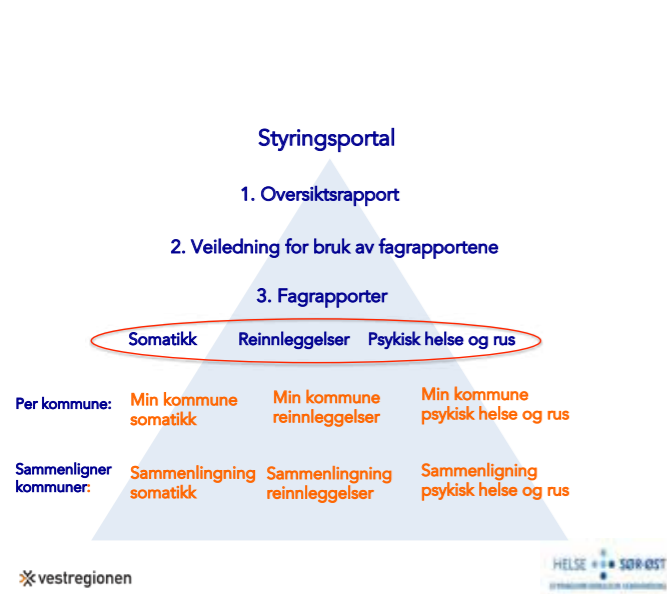 Styringsportal
1. Oversiktsrapport
2. Veiledning for bruk av fagrapportene
3. Fagrapporter
Somatikk Reinnleggelser Psykisk helse og rus
Per kommune:
Min kommune
somatikk
Min kommune
reinnleggelser
Min kommune
psykisk helse og rus
Sammenligner
kommuner:
Sammenlingning
somatikk
Sammenlingning
reinnleggelser
Sammenligning
psykisk helse og rus
vestregionen
HELSE SØR-ØST